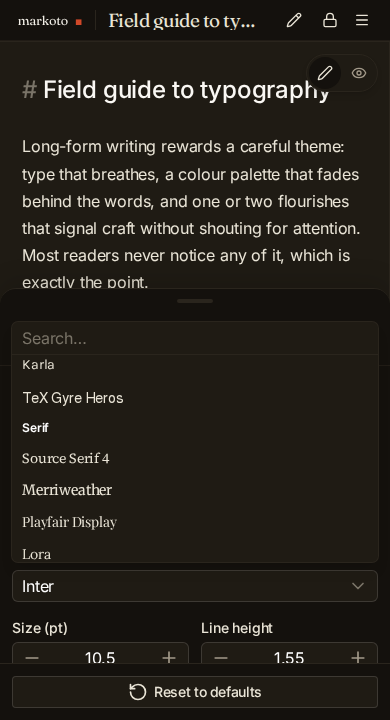 markoto
Field guide to ty...
# Field guide to typography
Long-form writing rewards a careful theme:
type that breathes, a colour palette that fades
behind the words, and one or two flourishes
that signal craft without shouting for attention.
Most readers never notice any of it, which is
exactly the point.
Search...
Karla
TeX Gyre Heros
Serif
Source Serif 4
Merriweather
Playfair Display
Lora
Inter
Size (pt)
Line height
10.5
1.55
Reset to defaults